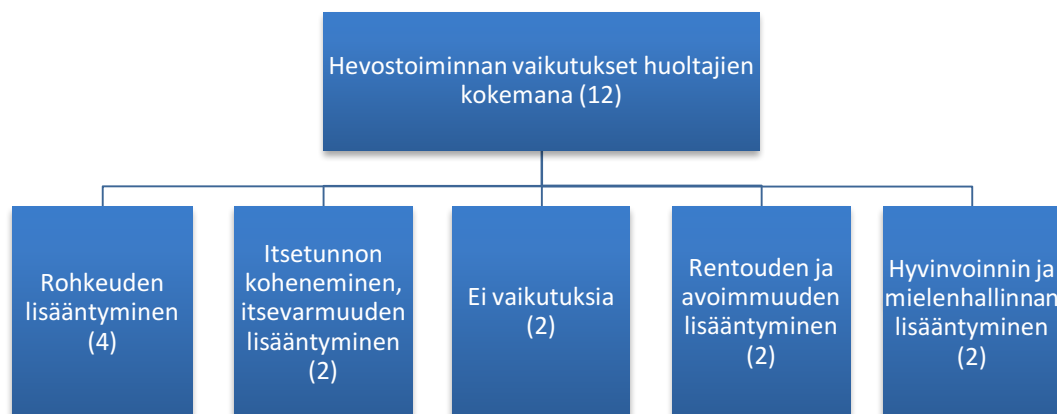 Hevostoiminnan vaikutukset huoltajien
kokemana (12)
Rohkeuden
lisääntyminen
(4)
Itsetunnon
koheneminen,
itsevarmuuden
lisääntyminen
(2)
Ei vaikutuksia
(2)
Rentouden ja
avoimmuuden
lisääntyminen
(2)
Hyvinvoinnin ja
mielenhallinnan
lisääntyminen
(2)